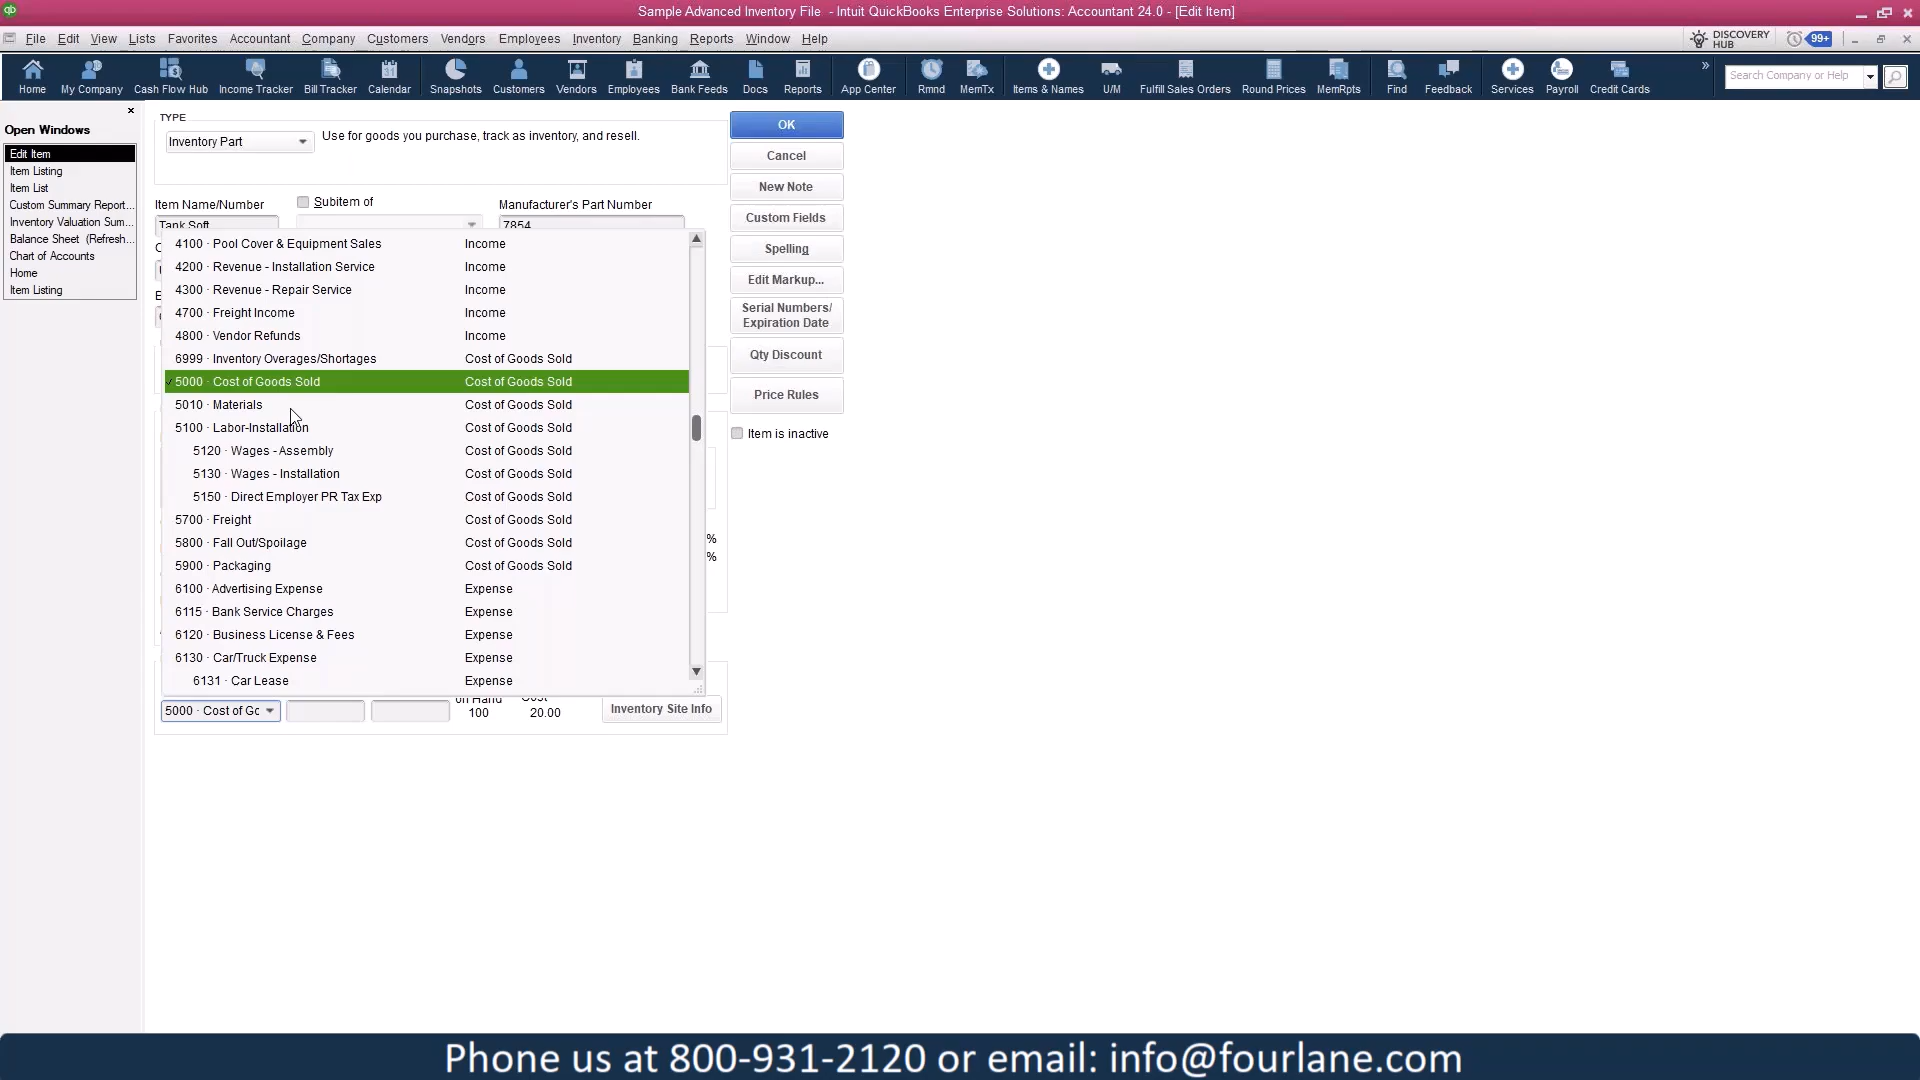 Sample Advanced Inventory File - Intuit QuickBooks Enterprise Solutions: Accountant 24.0 - [Edit Item]
File Edit View Lists Favorites Accountant Company Customers Vendors Employees Inventory Banking Reports Window Help
DISCOVERY HUB 99+
Home My Company Cash Flow Hub Income Tracker Bill Tracker Calendar Snapshots Customers Vendors Employees Bank Feeds Docs Reports App Center Rmnd MemTx Items & Names U/M Fulfill Sales Orders Round Prices MemRpts Find Feedback Services Payroll Credit Cards » Search Company or Help
Open Windows
Edit Item
Item Listing
Item List
Custom Summary Report...
Inventory Valuation Sum...
Balance Sheet (Refresh...
Chart of Accounts
Home
Item Listing
TYPE
Inventory Part Use for goods you purchase, track as inventory, and resell.
Item Name/Number Subitem of Manufacturer's Part Number
Tank Soft 7854
4100 · Pool Cover & Equipment Sales Income
4200 · Revenue - Installation Service Income
4300 · Revenue - Repair Service Income
4700 · Freight Income Income
4800 · Vendor Refunds Income
6999 · Inventory Overages/Shortages Cost of Goods Sold
✓ 5000 · Cost of Goods Sold Cost of Goods Sold
5010 · Materials Cost of Goods Sold
5100 · Labor-Installation Cost of Goods Sold
5120 · Wages - Assembly Cost of Goods Sold
5130 · Wages - Installation Cost of Goods Sold
5150 · Direct Employer PR Tax Exp Cost of Goods Sold
5700 · Freight Cost of Goods Sold
5800 · Fall Out/Spoilage Cost of Goods Sold
5900 · Packaging Cost of Goods Sold
6100 · Advertising Expense Expense
6115 · Bank Service Charges Expense
6120 · Business License & Fees Expense
6130 · Car/Truck Expense Expense
6131 · Car Lease Expense
%
%
5000 · Cost of Gc on Hand Cost
100 20.00
Inventory Site Info
OK
Cancel
New Note
Custom Fields
Spelling
Edit Markup...
Serial Numbers/
Expiration Date
Qty Discount
Price Rules
Item is inactive
Phone us at 800-931-2120 or email: info@fourlane.com